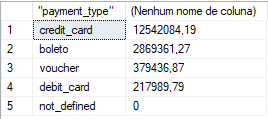 "payment_type" (Nenhum nome de coluna)
1 credit_card 12542084,19
2 boleto 2869361,27
3 voucher 379436,87
4 debit_card 217989,79
5 not_defined 0